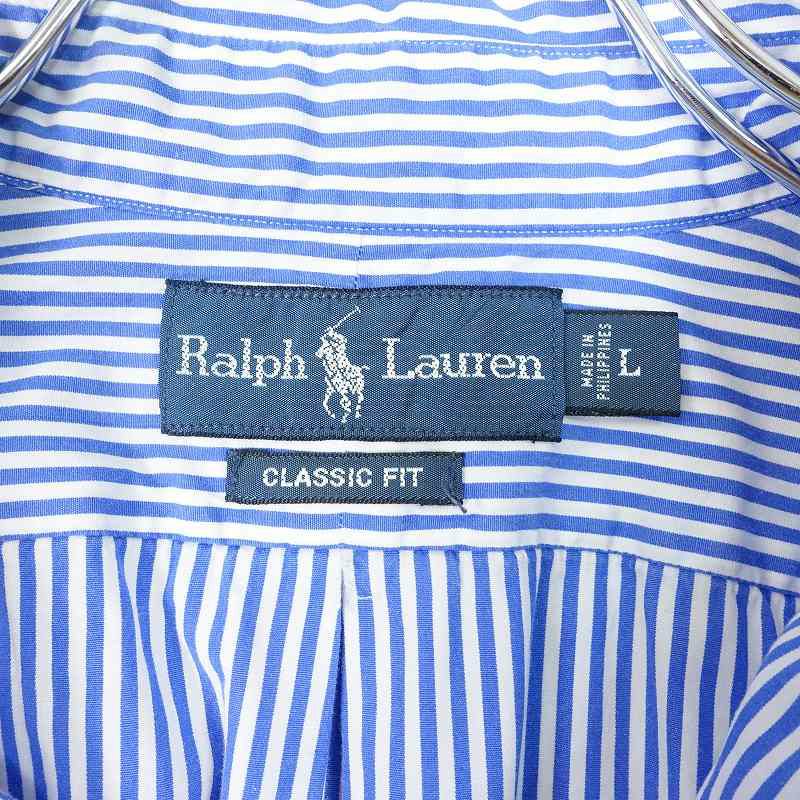 Ralph Lauren
MADE IN
PHILIPPINES
L
CLASSIC FIT